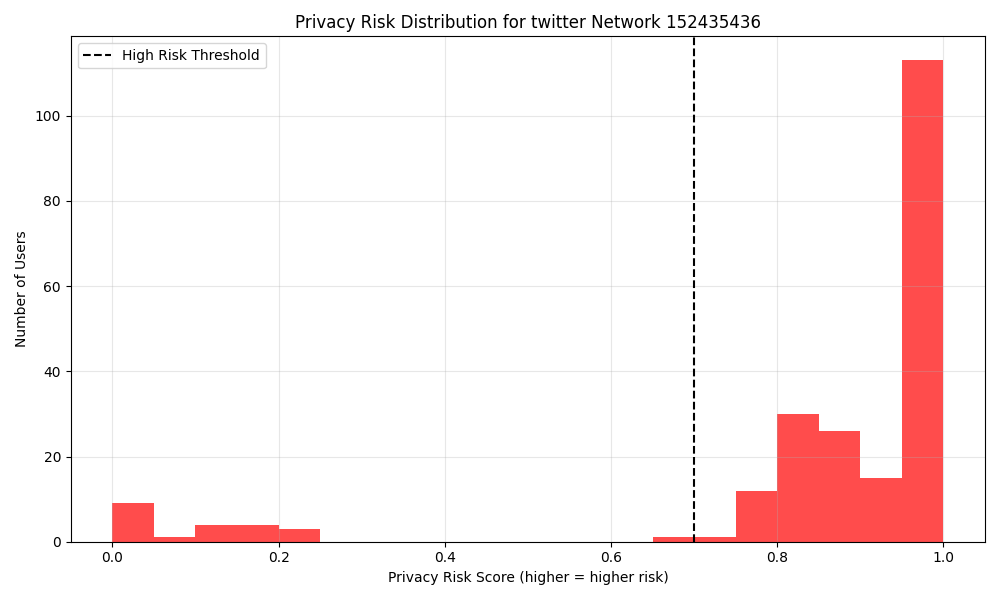 Privacy Risk Distribution for twitter Network 152435436
High Risk Threshold
Number of Users
100
80
60
40
20
0
0.0 0.2 0.4 0.6 0.8 1.0
Privacy Risk Score (higher = higher risk)